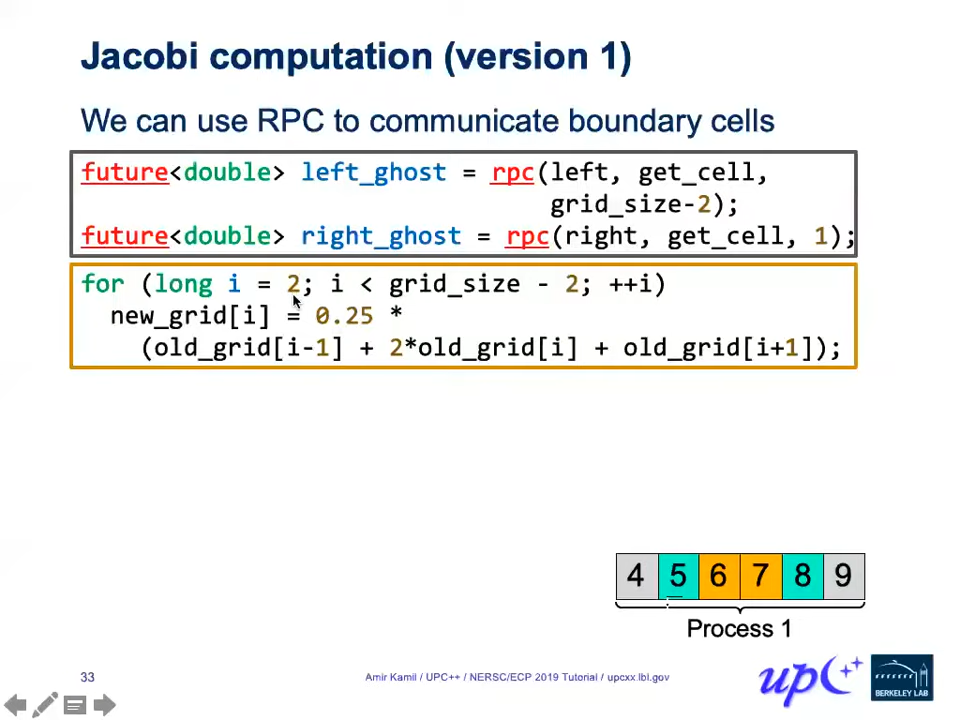 Jacobi computation (version 1)
We can use RPC to communicate boundary cells
future<double> left_ghost = rpc(left, get_cell,
grid_size-2);
future<double> right_ghost = rpc(right, get_cell, 1);
for (long i = 2; i < grid_size - 2; ++i)
new_grid[i] = 0.25 *
(old_grid[i-1] + 2*old_grid[i] + old_grid[i+1]);
4 5 6 7 8 9
Process 1
33
Amir Kamil / UPC++ / NERSC/ECP 2019 Tutorial / upcxx.lbl.gov
upc++
BERKELEY LAB